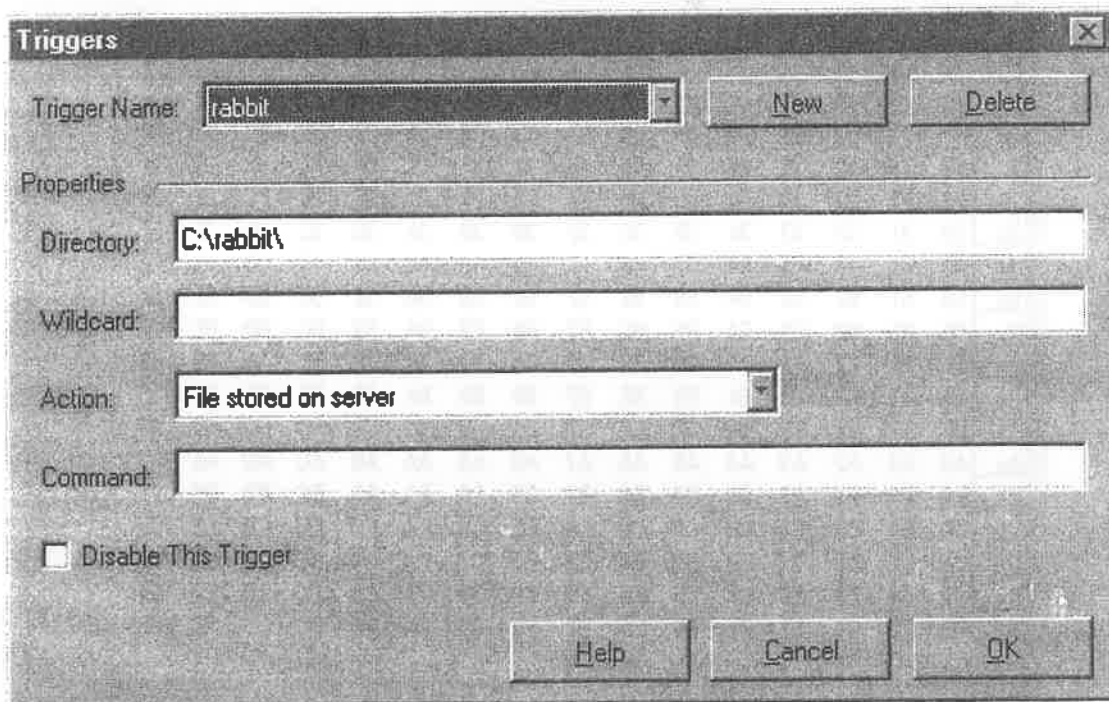 Triggers
Trigger Name: rabbit New Delete
Properties
Directory: C:\rabbit\
Wildcard:
Action: File stored on server
Command:
Disable This Trigger
Help Cancel OK